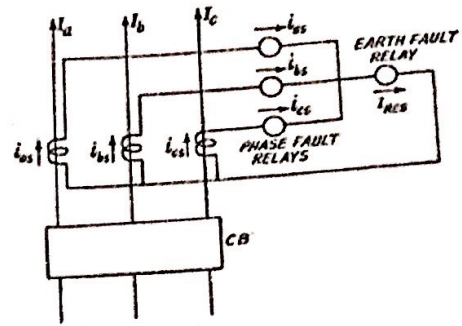 Ia Ib Ic
ias
EARTH FAULT
RELAY
ibs
IRES
ics
ias ibs ics
PHASE FAULT
RELAYS
CB